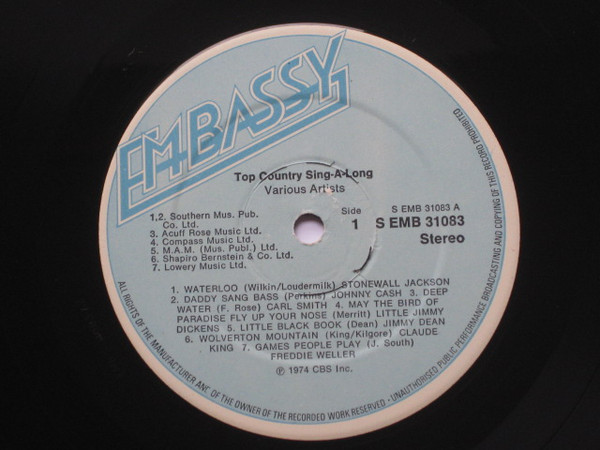 EMBASSY
Top Country Sing-A-Long
Various Artists
1,2. Southern Mus. Pub.
Co. Ltd.
3. Acuff Rose Music Ltd.
4. Compass Music Ltd.
5. M.A.M. (Mus. Publ.) Ltd.
6. Shapiro Bernstein & Co. Ltd.
7. Lowery Music Ltd.
Side
1
S EMB 31083 A
S EMB 31083
Stereo
1. WATERLOO (Wilkin/Loudermilk) STONEWALL JACKSON
2. DADDY SANG BASS (Perkins) JOHNNY CASH 3. DEEP
WATER (F. Rose) CARL SMITH 4. MAY THE BIRD OF
PARADISE FLY UP YOUR NOSE (Merritt) LITTLE JIMMY
DICKENS 5. LITTLE BLACK BOOK (Dean) JIMMY DEAN
6. WOLVERTON MOUNTAIN (King/Kilgore) CLAUDE
KING 7. GAMES PEOPLE PLAY (J. South)
FREDDIE WELLER
℗ 1974 CBS Inc.
ALL RIGHTS OF THE MANUFACTURER AND OF THE OWNER OF THE RECORDED WORK RESERVED - UNAUTHORISED PUBLIC PERFORMANCE BROADCASTING AND COPYING OF THIS RECORD PROHIBITED